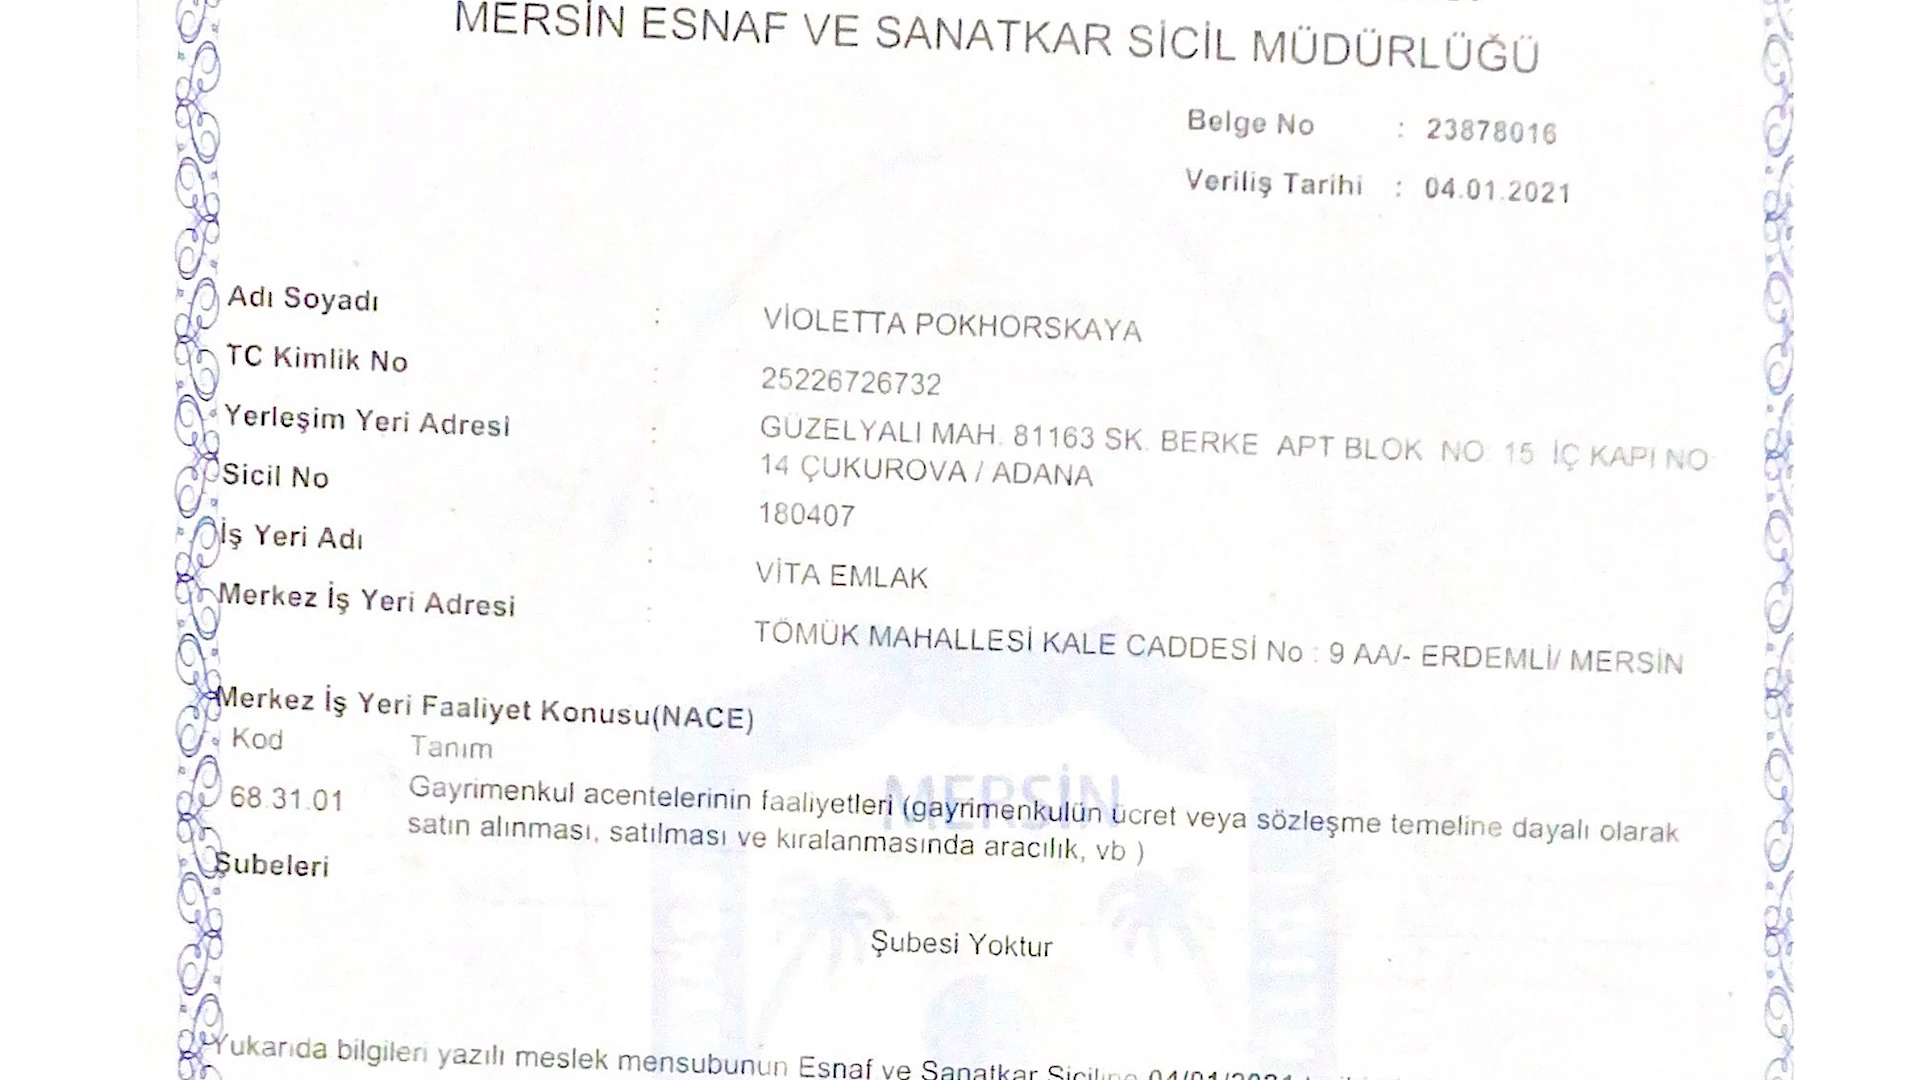 MERSİN ESNAF VE SANATKAR SİCİL MÜDÜRLÜĞÜ
Belge No : 23878016
Veriliş Tarihi : 04.01.2021
Adı Soyadı : VİOLETTA POKHORSKAYA
TC Kimlik No : 25226726732
Yerleşim Yeri Adresi : GÜZELYALI MAH. 81163 SK. BERKE APT BLOK NO: 15 İÇ KAPI NO:
14 ÇUKUROVA / ADANA
Sicil No : 180407
İş Yeri Adı : VİTA EMLAK
Merkez İş Yeri Adresi : TÖMÜK MAHALLESİ KALE CADDESİ No : 9 AA/- ERDEMLİ/ MERSİN
Merkez İş Yeri Faaliyet Konusu(NACE)
Kod Tanım
68.31.01 Gayrimenkul acentelerinin faaliyetleri (gayrimenkulün ücret veya sözleşme temeline dayalı olarak
satın alınması, satılması ve kiralanmasında aracılık, vb )
MERSİN
Şubeleri
Şubesi Yoktur
Yukarıda bilgileri yazılı meslek mensubunun Esnaf ve Sanatkar Siciline 04/01/2021